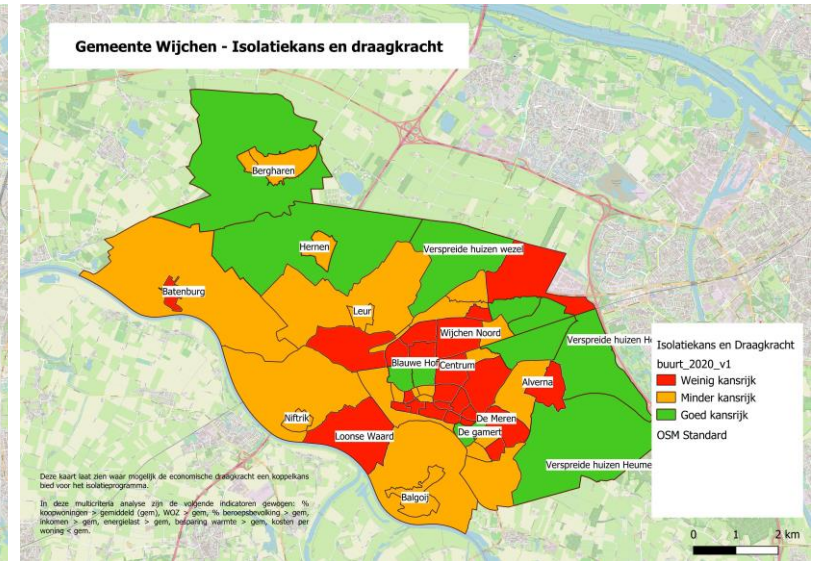 Gemeente Wijchen - Isolatiekans en draagkracht
Bergharen
Hernen
Verspreide huizen wezel
Batenburg
Leur
Wijchen Noord
Verspreide huizen He
Blauwe Hof
Centrum
Alverna
Niftrik
De Meren
Loonse Waard
De gamert
Verspreide huizen Heume
Balgoij
Isolatiekans en Draagkracht
buurt_2020_v1
Weinig kansrijk
Minder kansrijk
Goed kansrijk
OSM Standard
Deze kaart laat zien waar mogelijk de economische draagkracht een koppelkans
bied voor het isolatieprogramma.
In deze multicriteria analyse zijn de volgende indicatoren gewogen: %
koopwoningen > gemiddeld (gem), WOZ > gem, % beroepsbevolking > gem,
inkomen > gem, energielast > gem, besparing warmte > gem, kosten per
woning < gem.
0 1 2 km